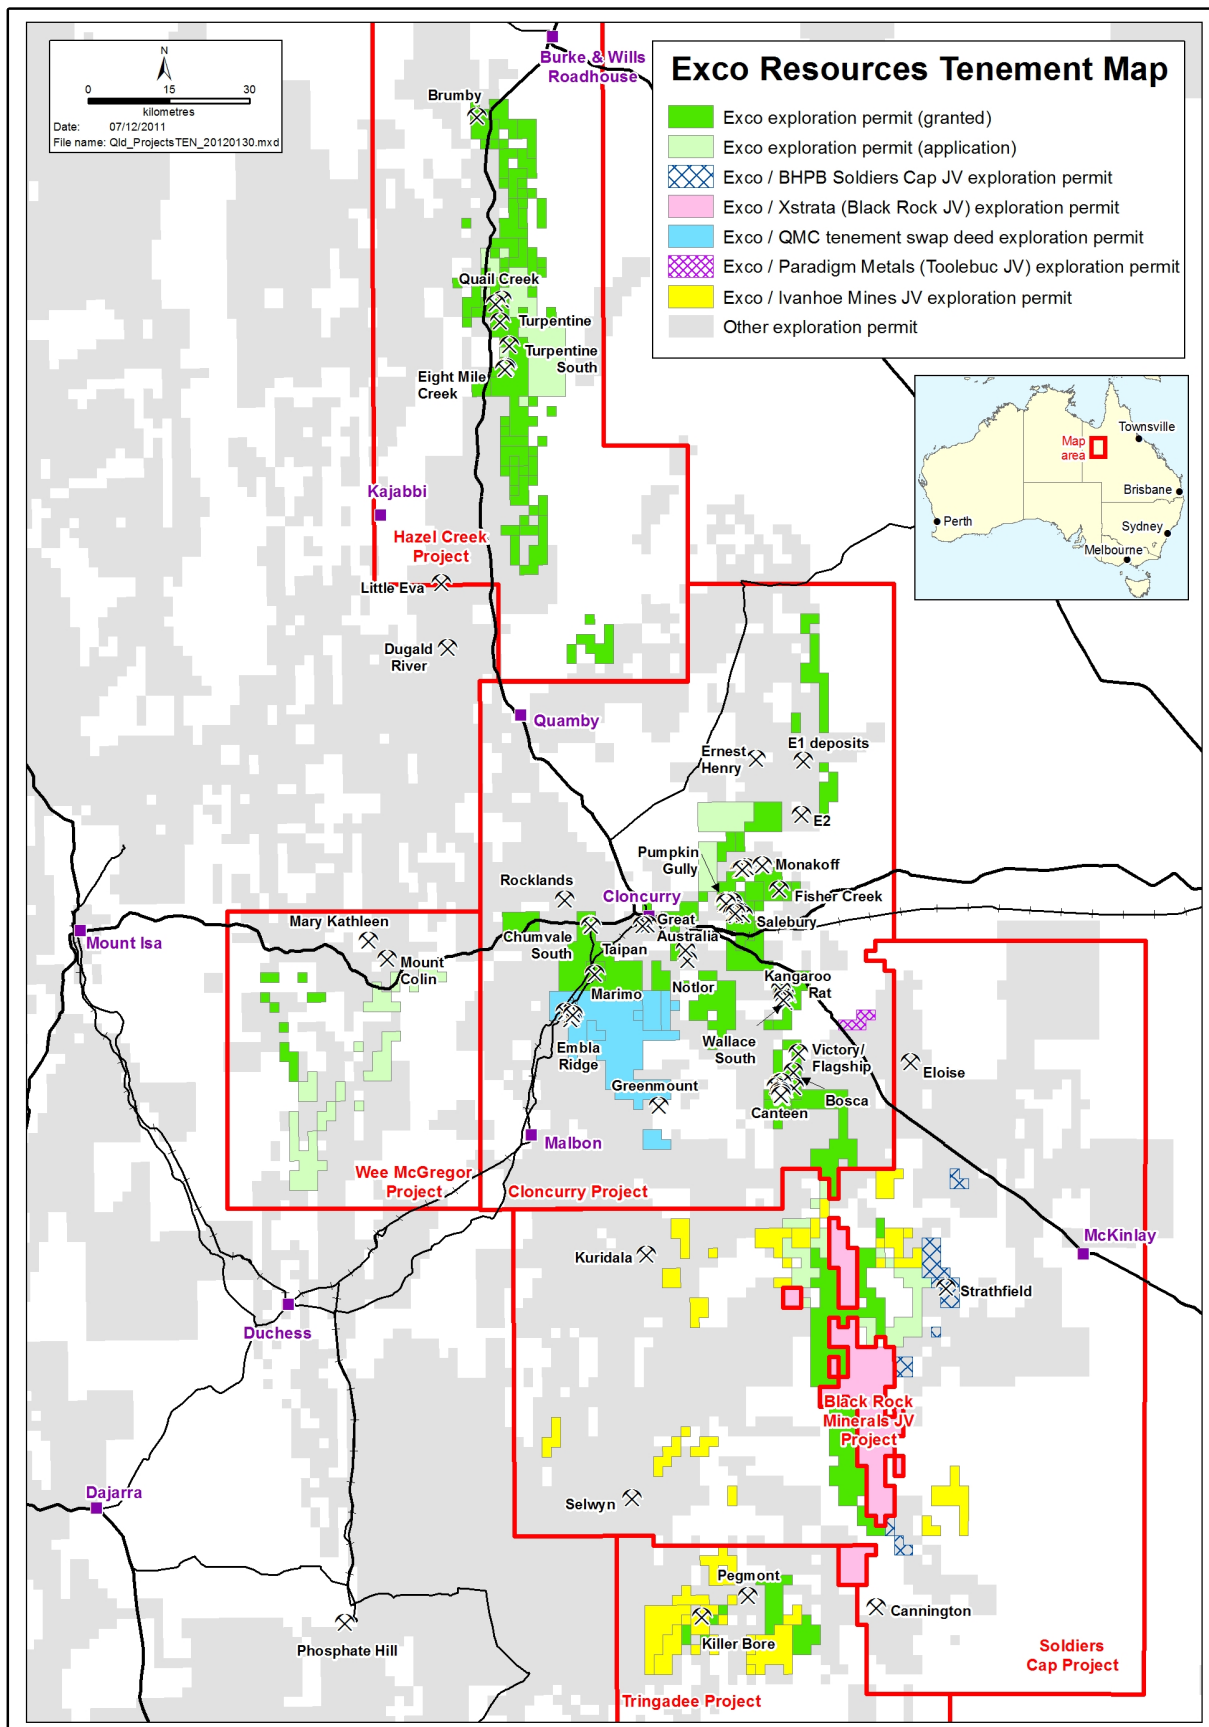 N
0 15 30
kilometres
Date: 07/12/2011
File name: Qld_ProjectsTEN_20120130.mxd
Exco Resources Tenement Map
Exco exploration permit (granted)
Exco exploration permit (application)
Exco / BHPB Soldiers Cap JV exploration permit
Exco / Xstrata (Black Rock JV) exploration permit
Exco / QMC tenement swap deed exploration permit
Exco / Paradigm Metals (Toolebuc JV) exploration permit
Exco / Ivanhoe Mines JV exploration permit
Other exploration permit
Map
area
Townsville
Brisbane
Perth
Sydney
Melbourne
Burke & Wills
Roadhouse
Brumby
Quail Creek
Turpentine
Turpentine
South
Eight Mile
Creek
Kajabbi
Hazel Creek
Project
Little Eva
Dugald
River
Quamby
Ernest
Henry
E1 deposits
E2
Pumpkin
Gully
Monakoff
Rocklands
Cloncurry
Fisher Creek
Great
Australia
Salebury
Mary Kathleen
Mount Isa
Chumvale
South
Taipan
Mount
Colin
Marimo
Notlor
Kangaroo
Rat
Embla
Ridge
Wallace
South
Victory/
Flagship
Eloise
Greenmount
Bosca
Canteen
Malbon
Wee McGregor
Project
Cloncurry Project
McKinlay
Kuridala
Strathfield
Duchess
Black Rock
Minerals JV
Project
Dajarra
Selwyn
Pegmont
Cannington
Killer Bore
Phosphate Hill
Soldiers
Cap Project
Tringadee Project